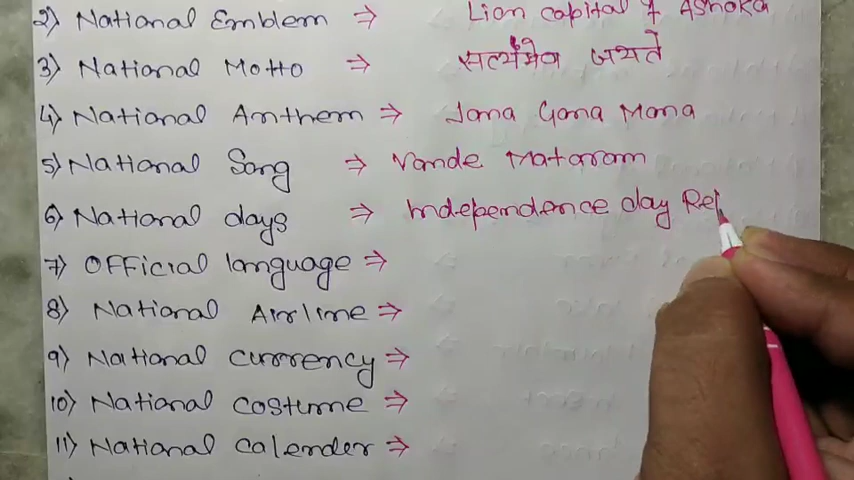 2) National Emblem ⇒ Lion capital of Ashoka
3) National Motto ⇒ सत्यमेव जयते
4) National Anthem ⇒ Jana Gana Mana
5) National Song ⇒ Vande Mataram
6) National days ⇒ Independence day Rep
7) Official language ⇒
8) National Airline ⇒
9) National currency ⇒
10) National costume ⇒
11) National calender ⇒